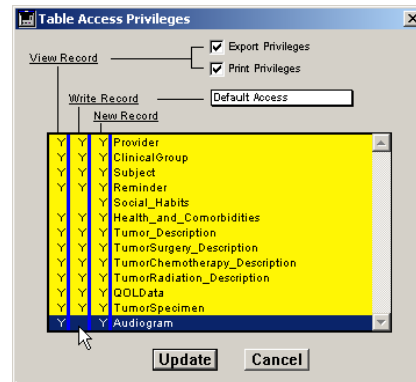 Table Access Privileges
View Record
Export Privileges
Print Privileges
Write Record
Default Access
New Record
Y Y Y Provider
Y Y Y ClinicalGroup
Y Y Y Subject
Y Y Y Reminder
Y Social_Habits
Y Y Y Health_and_Comorbidities
Y Y Y Tumor_Description
Y Y Y TumorSurgery_Description
Y Y Y TumorChemotherapy_Description
Y Y Y TumorRadiation_Description
Y Y Y QOLData
Y Y Y TumorSpecimen
Y Y Audiogram
Update Cancel